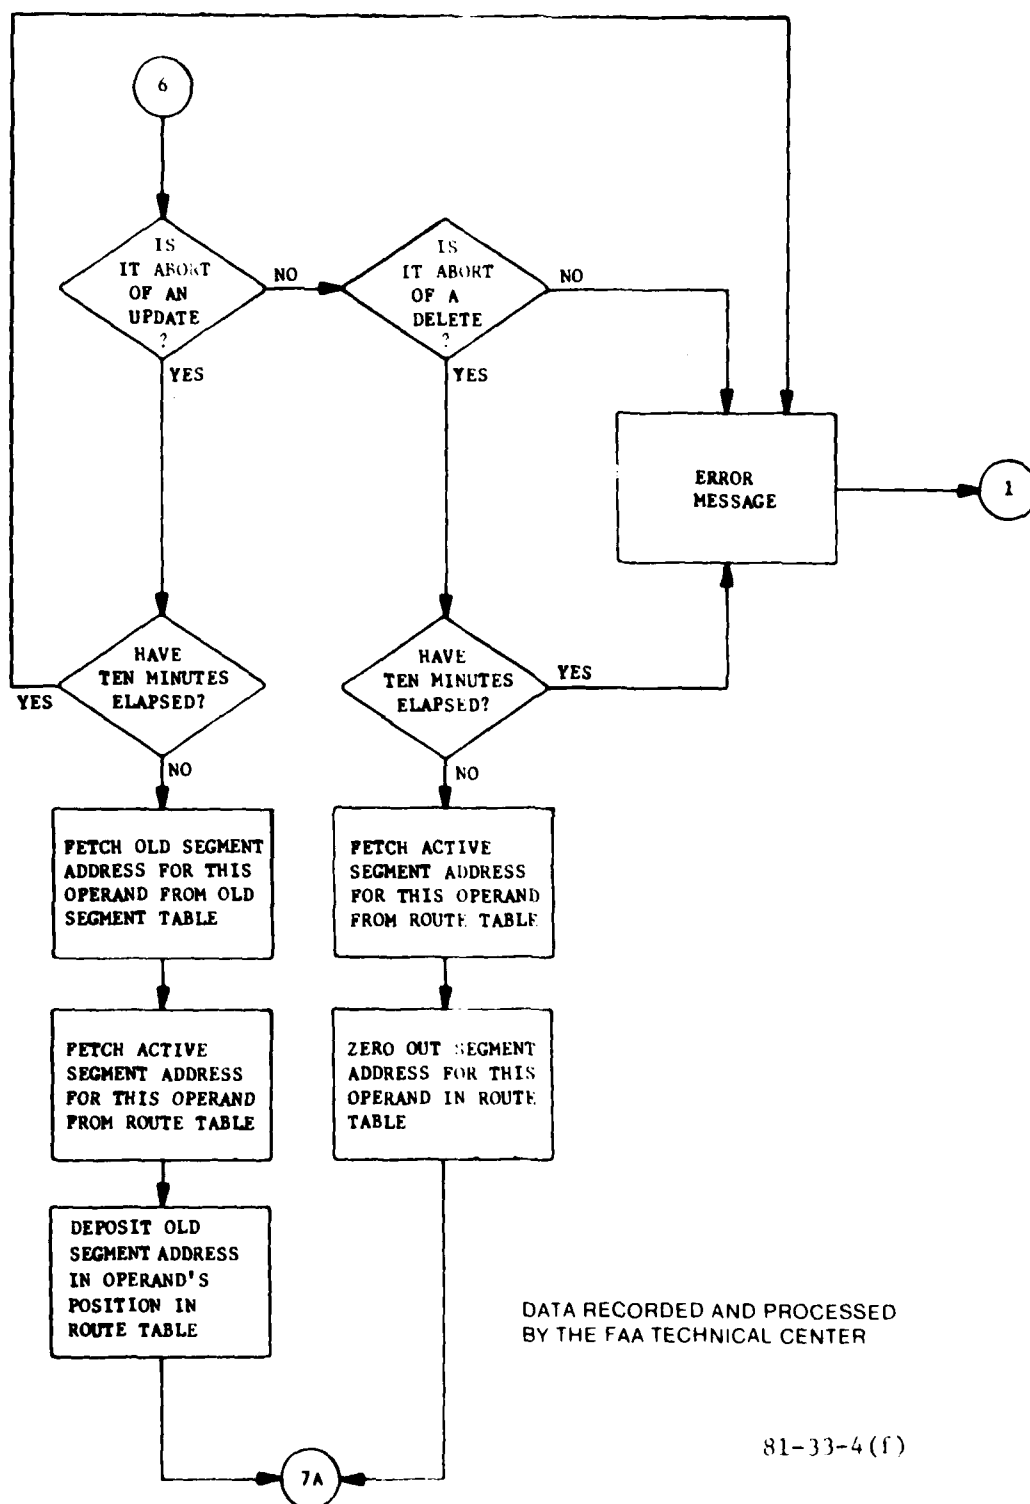 6
IS
IT ABORT
OF AN
UPDATE
?
NO
IS
IT ABORT
OF A
DELETE
?
NO
YES
YES
ERROR
MESSAGE
1
HAVE
TEN MINUTES
ELAPSED?
YES
HAVE
TEN MINUTES
ELAPSED?
YES
NO
NO
FETCH OLD SEGMENT
ADDRESS FOR THIS
OPERAND FROM OLD
SEGMENT TABLE
FETCH ACTIVE
SEGMENT ADDRESS
FOR THIS OPERAND
FROM ROUTE TABLE
FETCH ACTIVE
SEGMENT ADDRESS
FOR THIS OPERAND
FROM ROUTE TABLE
ZERO OUT SEGMENT
ADDRESS FOR THIS
OPERAND IN ROUTE
TABLE
DEPOSIT OLD
SEGMENT ADDRESS
IN OPERAND'S
POSITION IN
ROUTE TABLE
DATA RECORDED AND PROCESSED
BY THE FAA TECHNICAL CENTER
81-33-4(f)
7A